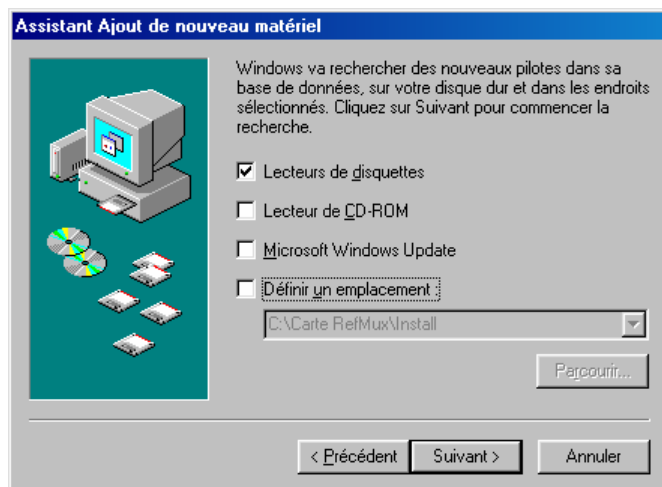 Assistant Ajout de nouveau matériel
Windows va rechercher des nouveaux pilotes dans sa
base de données, sur votre disque dur et dans les endroits
sélectionnés. Cliquez sur Suivant pour commencer la
recherche.
Lecteurs de disquettes
Lecteur de CD-ROM
Microsoft Windows Update
Définir un emplacement :
C:\Carte RefMux\Install
Parcourir...
< Précédent
Suivant >
Annuler